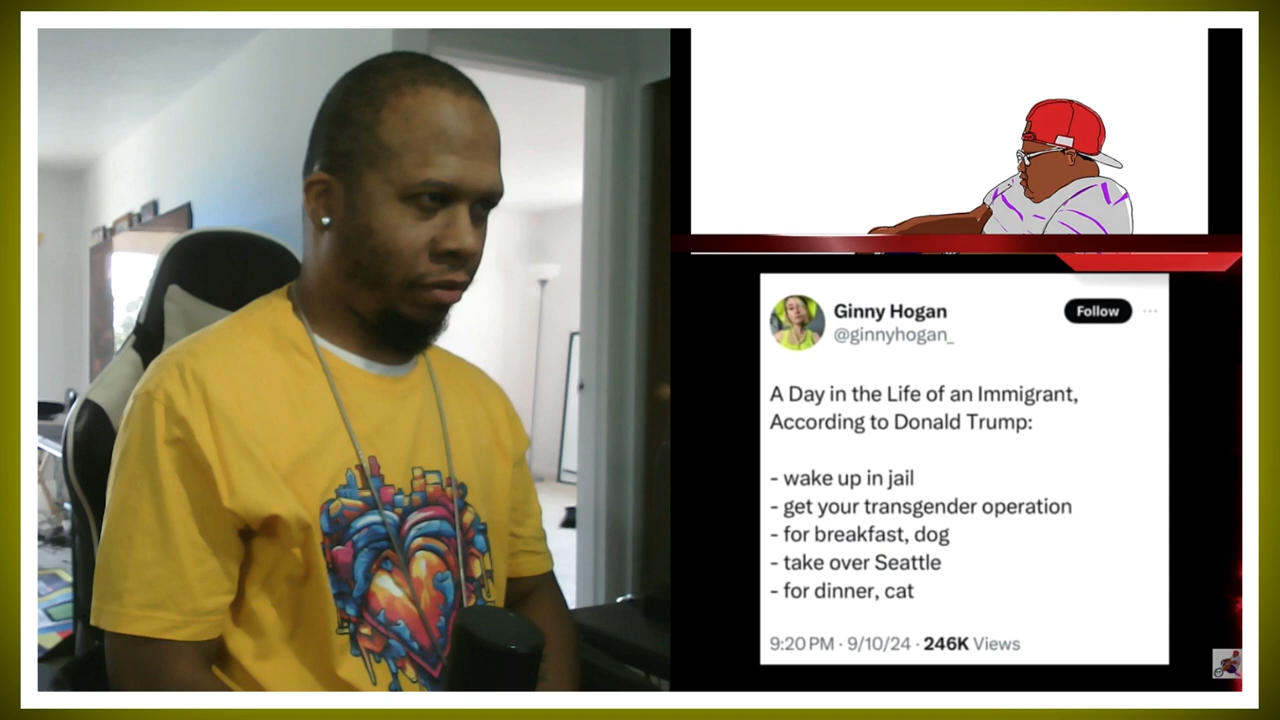 Ginny Hogan
@ginnyhogan_
Follow
A Day in the Life of an Immigrant,
According to Donald Trump:
- wake up in jail
- get your transgender operation
- for breakfast, dog
- take over Seattle
- for dinner, cat
9:20 PM · 9/10/24 · 246K Views